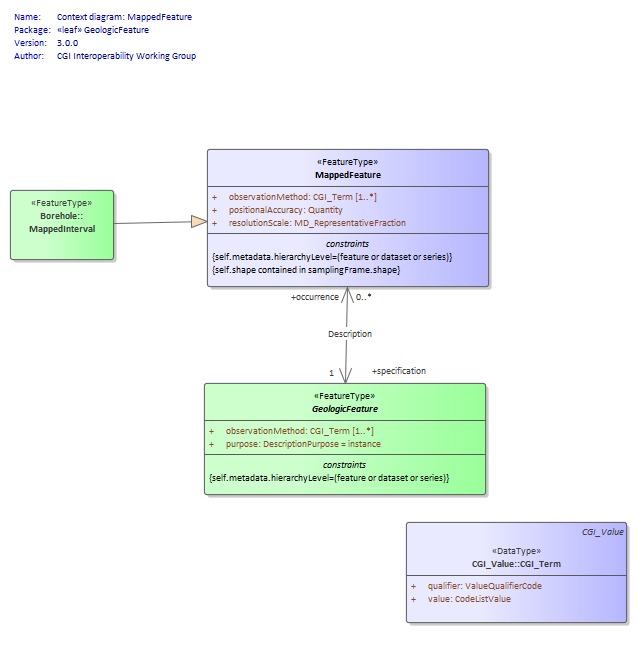 Name: Context diagram: MappedFeature
Package: «leaf» GeologicFeature
Version: 3.0.0
Author: CGI Interoperability Working Group
«FeatureType»
MappedFeature
+ observationMethod: CGI_Term [1..*]
+ positionalAccuracy: Quantity
+ resolutionScale: MD_RepresentativeFraction
constraints
{self.metadata.hierarchyLevel=(feature or dataset or series)}
{self.shape contained in samplingFrame.shape}
«FeatureType»
Borehole::
MappedInterval
+occurrence 0..*
Description
1 +specification
«FeatureType»
GeologicFeature
+ observationMethod: CGI_Term [1..*]
+ purpose: DescriptionPurpose = instance
constraints
{self.metadata.hierarchyLevel=(feature or dataset or series)}
CGI_Value
«DataType»
CGI_Value::CGI_Term
+ qualifier: ValueQualifierCode
+ value: CodeListValue